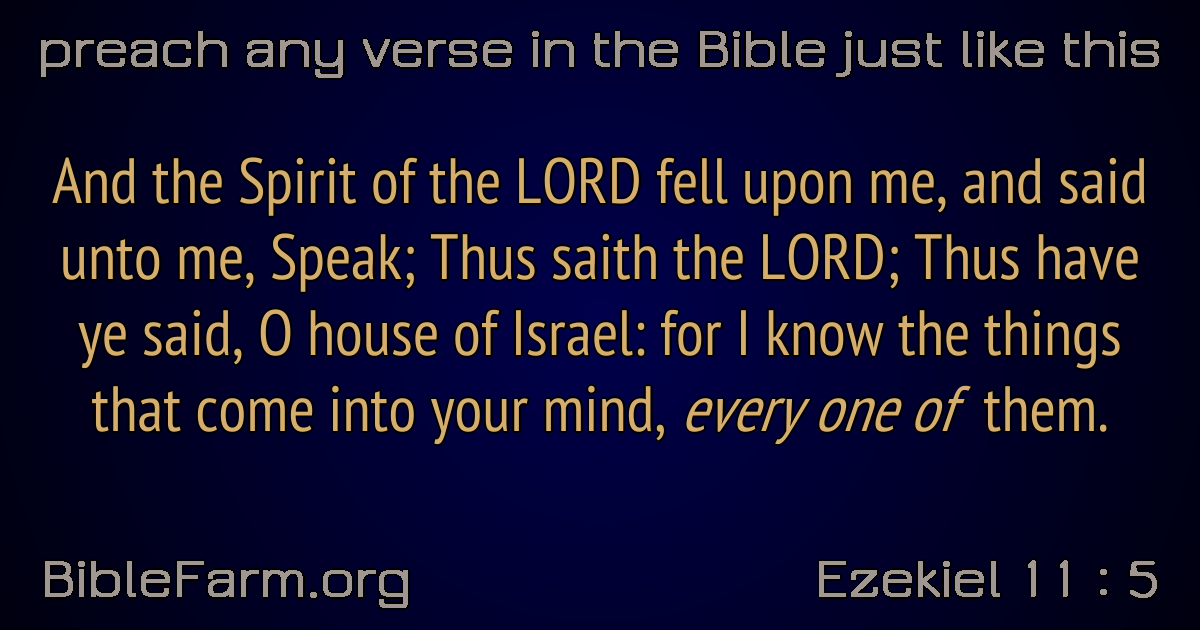 preach any verse in the Bible just like this
And the Spirit of the LORD fell upon me, and said
unto me, Speak; Thus saith the LORD; Thus have
ye said, O house of Israel: for I know the things
that come into your mind, every one of them.
BibleFarm.org
Ezekiel 11 : 5